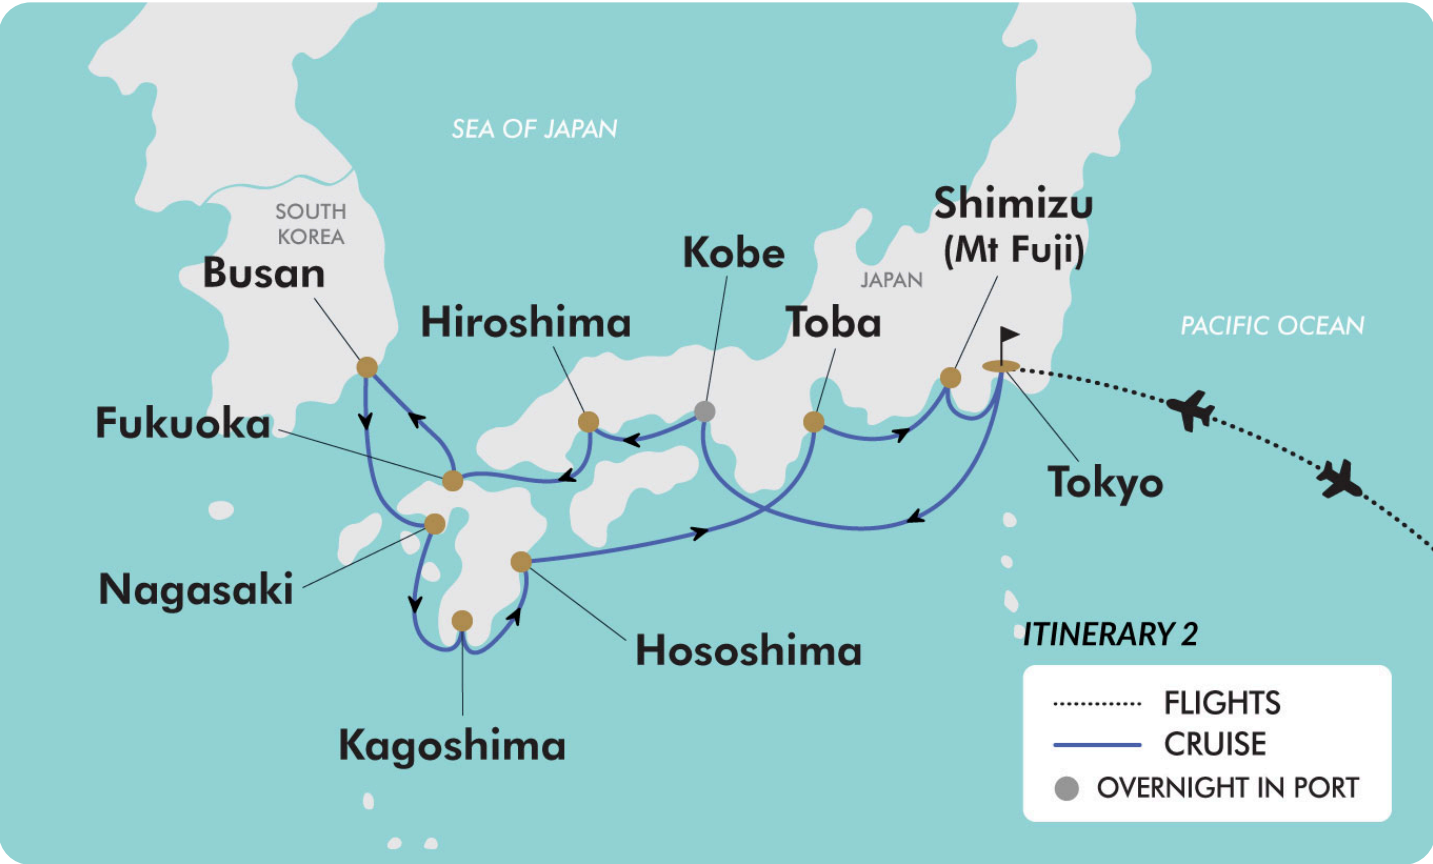 SEA OF JAPAN
SOUTH
KOREA
Busan
Shimizu
(Mt Fuji)
Kobe
JAPAN
Hiroshima
Toba
PACIFIC OCEAN
Fukuoka
Tokyo
Nagasaki
Hososhima
Kagoshima
ITINERARY 2
FLIGHTS
CRUISE
OVERNIGHT IN PORT